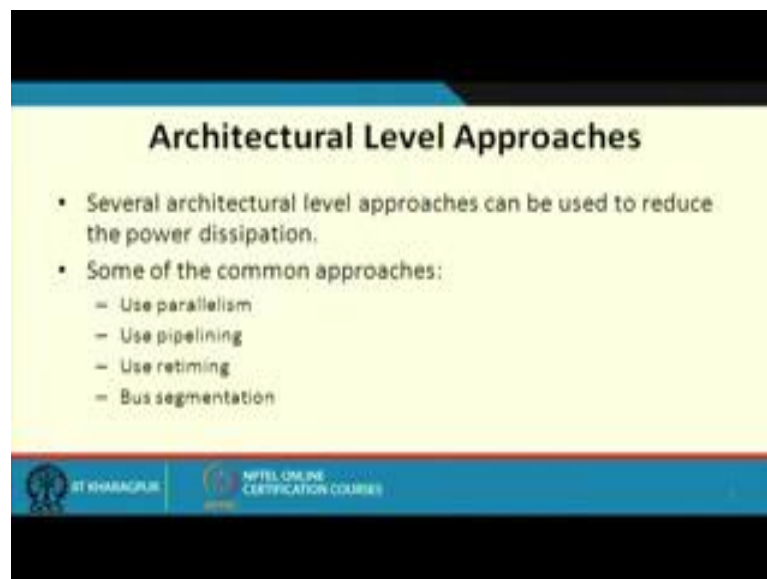 Architectural Level Approaches
• Several architectural level approaches can be used to reduce
the power dissipation.
• Some of the common approaches:
– Use parallelism
– Use pipelining
– Use retiming
– Bus segmentation
IIT KHARAGPUR
NPTEL ONLINE
CERTIFICATION COURSES
NPTEL